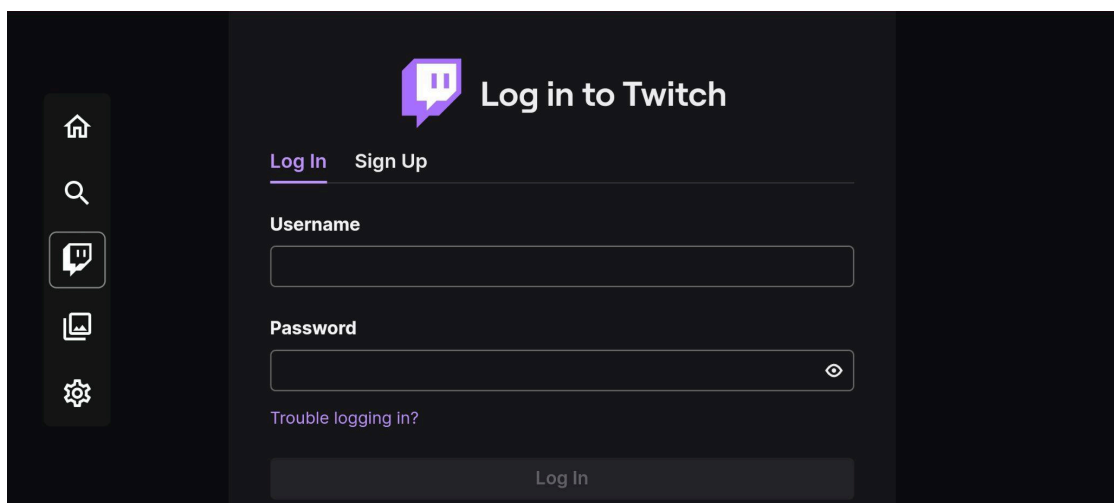 Log in to Twitch
Log In Sign Up
Username
Password
Trouble logging in?
Log In